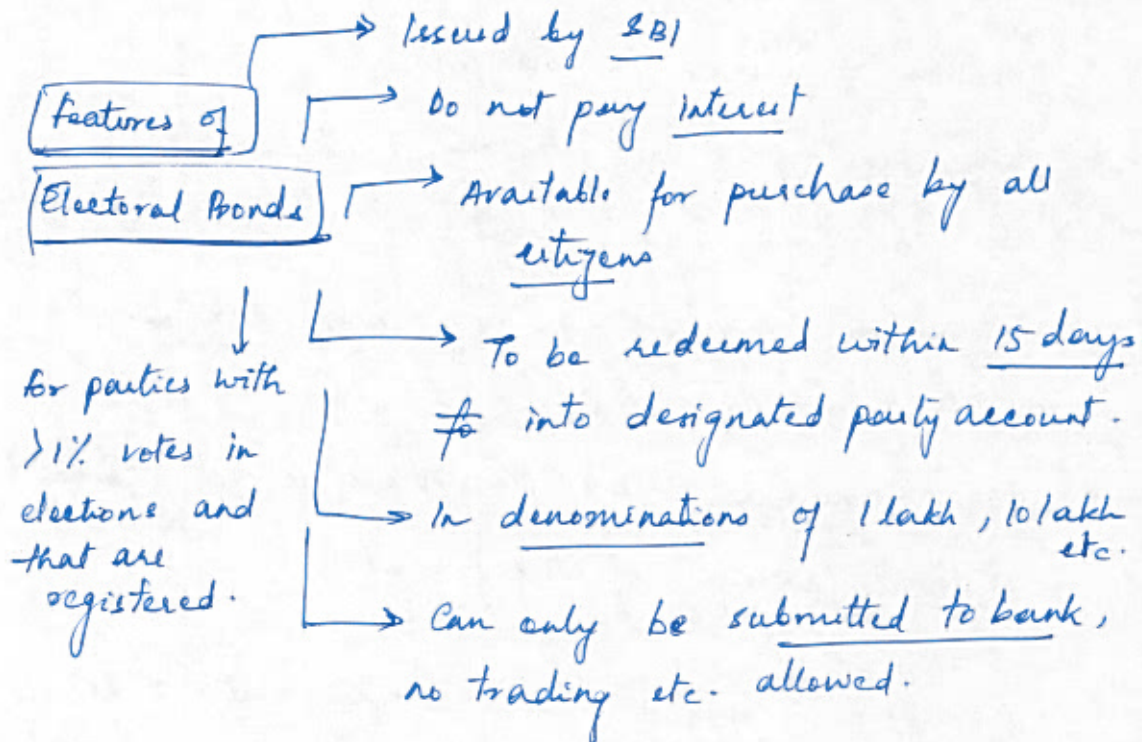 Issued by SBI
Features of
Do not pay interest
Electoral Bonds
Available for purchase by all
citizens
To be redeemed within 15 days
into designated party account.
for parties with
>1% votes in
elections and
that are
registered.
In denominations of 1 lakh, 10 lakh
etc.
Can only be submitted to bank,
no trading etc. allowed.